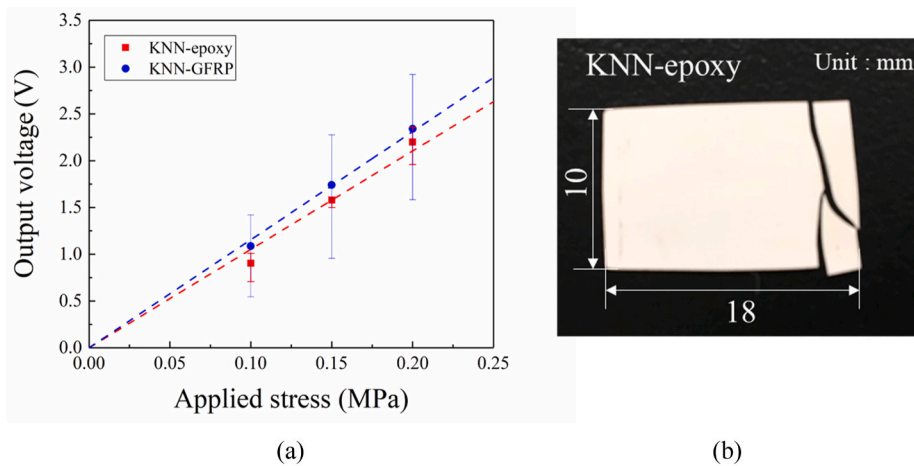 3.5
3.0
2.5
2.0
1.5
1.0
0.5
0.0
Output voltage (V)
KNN-epoxy
KNN-GFRP
0.00 0.05 0.10 0.15 0.20 0.25
Applied stress (MPa)
(a)
KNN-epoxy Unit : mm
10
18
(b)